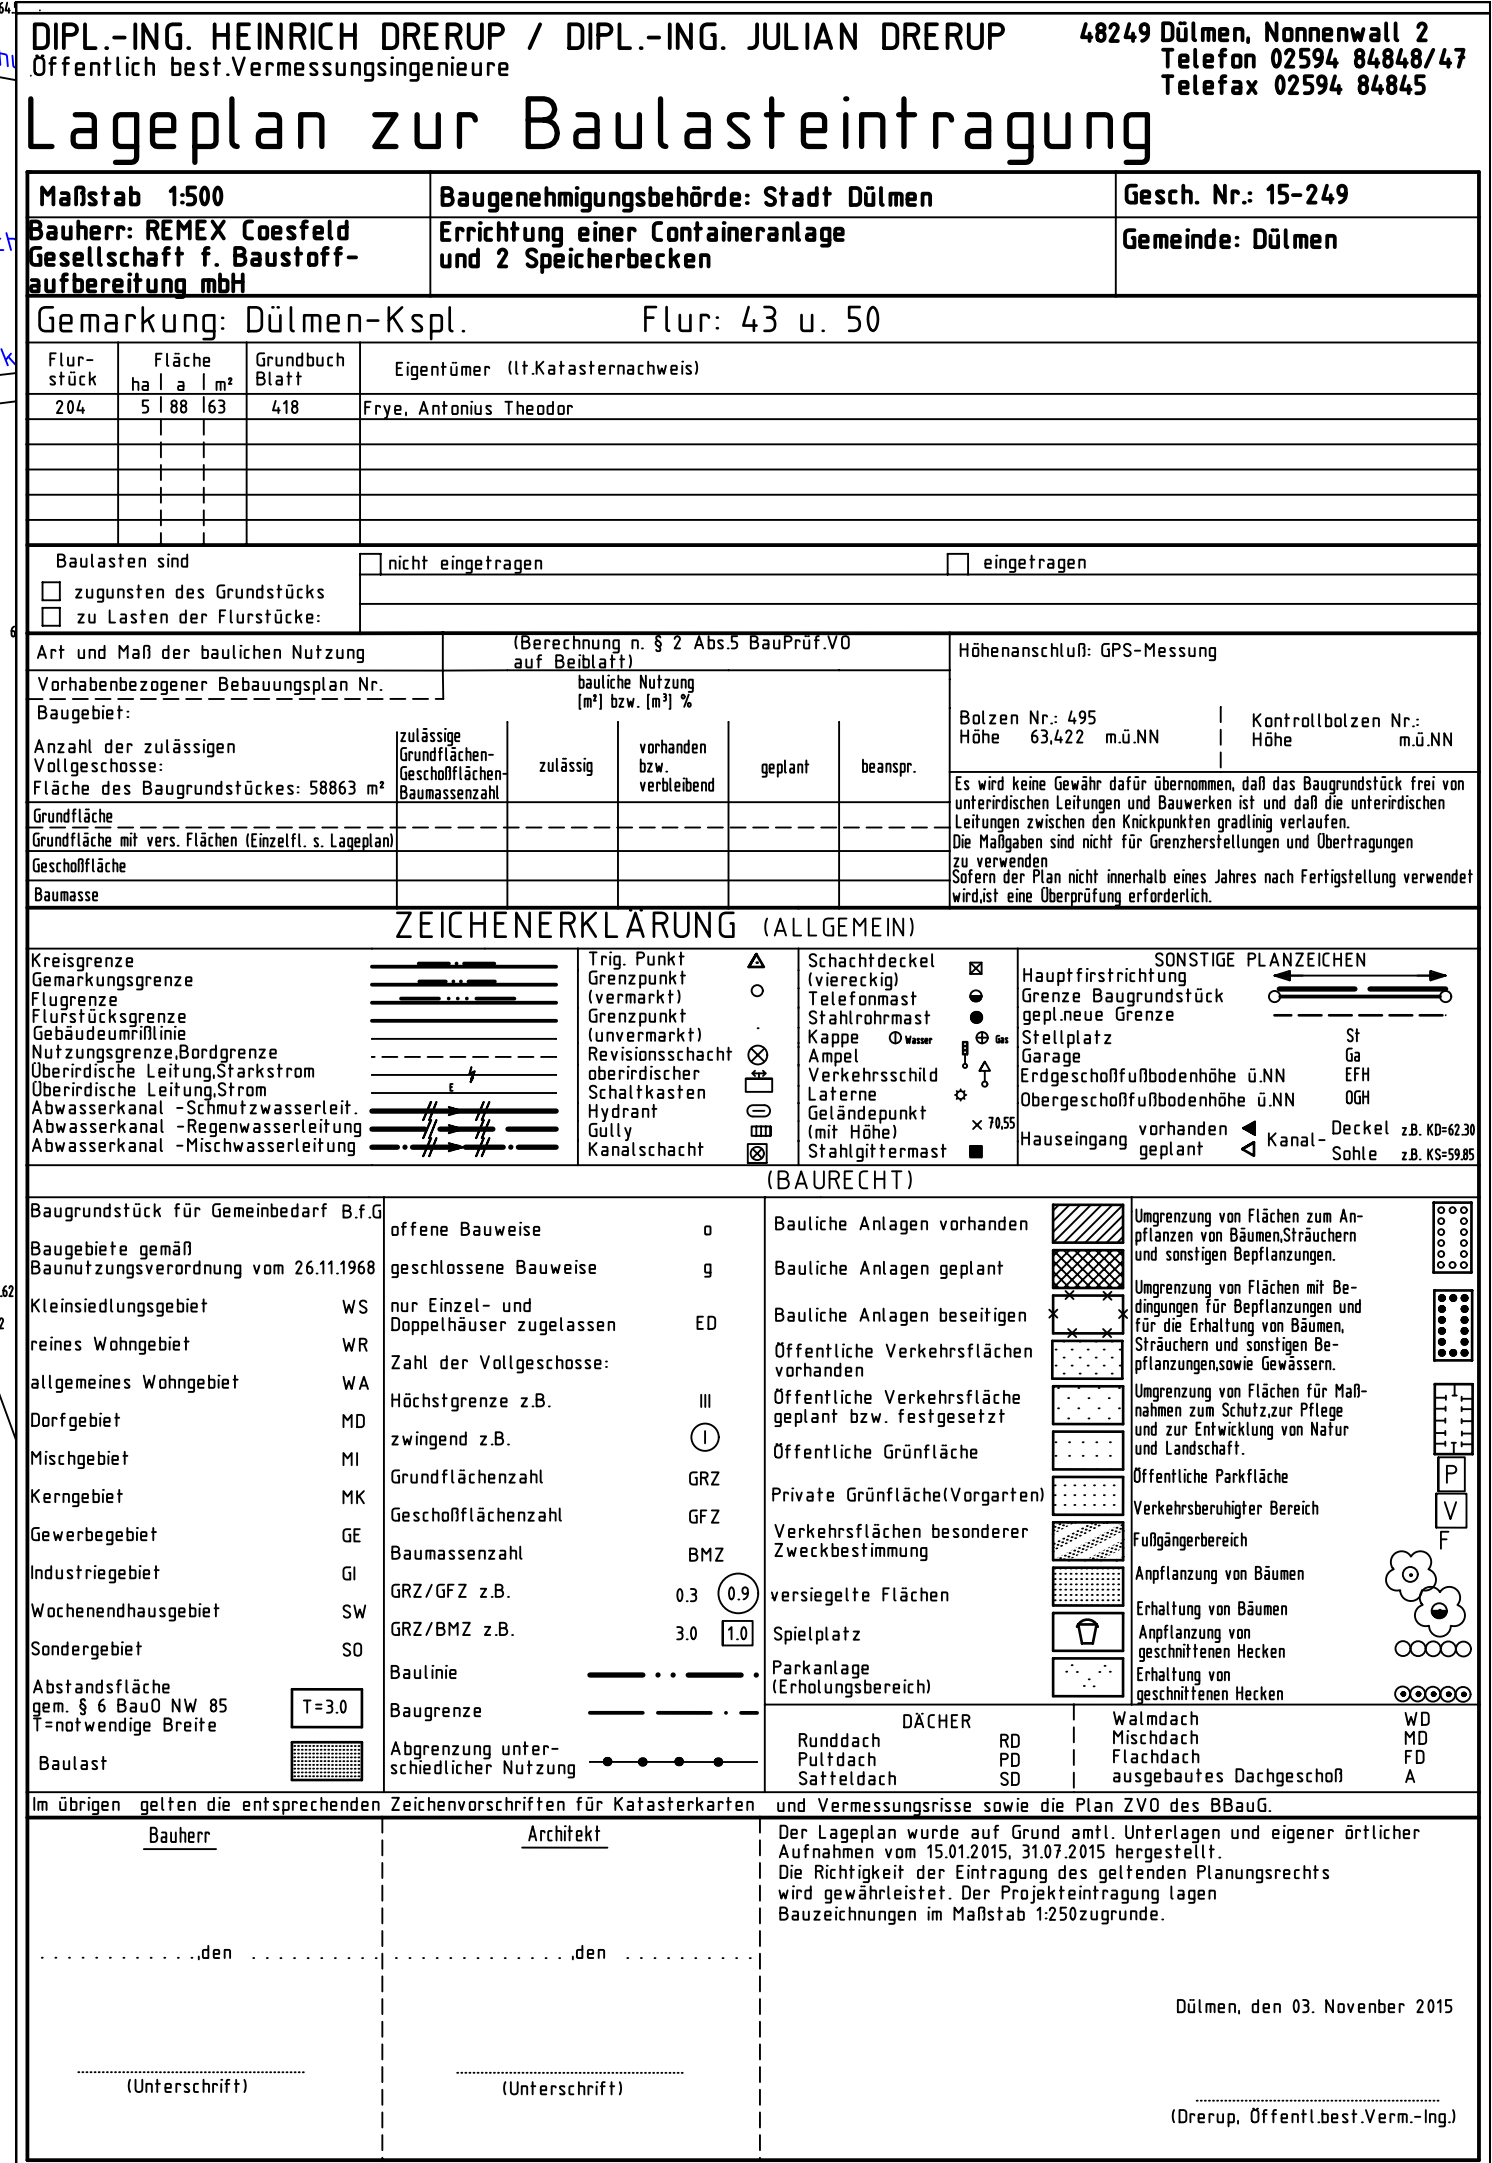 DIPL.-ING. HEINRICH DRERUP / DIPL.-ING. JULIAN DRERUP
Öffentlich best.Vermessungsingenieure
48249 Dülmen, Nonnenwall 2
Telefon 02594 84848/47
Telefax 02594 84845
Lageplan zur Baulasteintragung
Maßstab 1:500
Baugenehmigungsbehörde: Stadt Dülmen
Gesch. Nr.: 15-249
Bauherr: REMEX Coesfeld
Gesellschaft f. Baustoff-
aufbereitung mbH
Errichtung einer Containeranlage
und 2 Speicherbecken
Gemeinde: Dülmen
Gemarkung: Dülmen-Kspl. Flur: 43 u. 50
Flur-
stück
Fläche
ha a m²
Grundbuch
Blatt
Eigentümer (lt.Katasternachweis)
204 5 88 63 418 Frye, Antonius Theodor
Baulasten sind
nicht eingetragen
eingetragen
zugunsten des Grundstücks
zu Lasten der Flurstücke:
Art und Maß der baulichen Nutzung
(Berechnung n. § 2 Abs.5 BauPrüf.VO
auf Beiblatt)
Vorhabenbezogener Bebauungsplan Nr.
bauliche Nutzung
[m²] bzw. [m³] %
Baugebiet:
Anzahl der zulässigen
Vollgeschosse:
Fläche des Baugrundstückes: 58863 m²
zulässige
Grundflächen-
Geschoßflächen-
Baumassenzahl
zulässig
vorhanden
bzw.
verbleibend
geplant
beanspr.
Grundfläche
Grundfläche mit vers. Flächen (Einzelfl. s. Lageplan)
Geschoßfläche
Baumasse
Höhenanschluß: GPS-Messung
Bolzen Nr.: 495
Höhe 63,422 m.ü.NN
Kontrollbolzen Nr.:
Höhe m.ü.NN
Es wird keine Gewähr dafür übernommen, daß das Baugrundstück frei von
unterirdischen Leitungen und Bauwerken ist und daß die unterirdischen
Leitungen zwischen den Knickpunkten gradlinig verlaufen.
Die Maßgaben sind nicht für Grenzherstellungen und Übertragungen
zu verwenden
Sofern der Plan nicht innerhalb eines Jahres nach Fertigstellung verwendet
wird,ist eine Überprüfung erforderlich.
ZEICHENERKLÄRUNG (ALLGEMEIN)
Kreisgrenze
Gemarkungsgrenze
Flugrenze
Flurstücksgrenze
Gebäudeumrißlinie
Nutzungsgrenze,Bordgrenze
Überirdische Leitung,Starkstrom
Überirdische Leitung,Strom E
Abwasserkanal -Schmutzwasserleit.
Abwasserkanal -Regenwasserleitung
Abwasserkanal -Mischwasserleitung
Trig. Punkt
Grenzpunkt
(vermarkt)
Grenzpunkt
(unvermarkt)
Revisionsschacht
oberirdischer
Schaltkasten
Hydrant
Gully
Kanalschacht
Schachtdeckel
(viereckig)
Telefonmast
Stahlrohrmast
Kappe Wasser Gas
Ampel
Verkehrsschild
Laterne
Geländepunkt
(mit Höhe) × 70,55
Stahlgittermast
SONSTIGE PLANZEICHEN
Hauptfirstrichtung
Grenze Baugrundstück
gepl.neue Grenze
Stellplatz St
Garage Ga
Erdgeschoßfußbodenhöhe ü.NN EFH
Obergeschoßfußbodenhöhe ü.NN OGH
Hauseingang vorhanden
geplant
Kanal- Deckel z.B. KD=62.30
Sohle z.B. KS=59.85
(BAURECHT)
Baugrundstück für Gemeinbedarf B.f.G
Baugebiete gemäß
Baunutzungsverordnung vom 26.11.1968
Kleinsiedlungsgebiet WS
reines Wohngebiet WR
allgemeines Wohngebiet WA
Dorfgebiet MD
Mischgebiet MI
Kerngebiet MK
Gewerbegebiet GE
Industriegebiet GI
Wochenendhausgebiet SW
Sondergebiet SO
Abstandsfläche
gem. § 6 BauO NW 85
T=notwendige Breite
T=3.0
Baulast
offene Bauweise o
geschlossene Bauweise g
nur Einzel- und
Doppelhäuser zugelassen ED
Zahl der Vollgeschosse:
Höchstgrenze z.B. III
zwingend z.B. I
Grundflächenzahl GRZ
Geschoßflächenzahl GFZ
Baumassenzahl BMZ
GRZ/GFZ z.B. 0.3 0.9
GRZ/BMZ z.B. 3.0 1.0
Baulinie
Baugrenze
Abgrenzung unter-
schiedlicher Nutzung
Bauliche Anlagen vorhanden
Bauliche Anlagen geplant
Bauliche Anlagen beseitigen
Öffentliche Verkehrsflächen
vorhanden
Öffentliche Verkehrsfläche
geplant bzw. festgesetzt
Öffentliche Grünfläche
Private Grünfläche(Vorgarten)
Verkehrsflächen besonderer
Zweckbestimmung
versiegelte Flächen
Spielplatz
Parkanlage
(Erholungsbereich)
Umgrenzung von Flächen zum An-
pflanzen von Bäumen,Sträuchern
und sonstigen Bepflanzungen.
Umgrenzung von Flächen mit Be-
dingungen für Bepflanzungen und
für die Erhaltung von Bäumen,
Sträuchern und sonstigen Be-
pflanzungen,sowie Gewässern.
Umgrenzung von Flächen für Maß-
nahmen zum Schutz,zur Pflege
und zur Entwicklung von Natur
und Landschaft.
Öffentliche Parkfläche P
Verkehrsberuhigter Bereich V
Fußgängerbereich F
Anpflanzung von Bäumen
Erhaltung von Bäumen
Anpflanzung von
geschnittenen Hecken
Erhaltung von
geschnittenen Hecken
DÄCHER
Runddach RD
Pultdach PD
Satteldach SD
Walmdach WD
Mischdach MD
Flachdach FD
ausgebautes Dachgeschoß A
Im übrigen gelten die entsprechenden Zeichenvorschriften für Katasterkarten und Vermessungsrisse sowie die Plan ZVO des BBauG.
Bauherr
Architekt
Der Lageplan wurde auf Grund amtl. Unterlagen und eigener örtlicher
Aufnahmen vom 15.01.2015, 31.07.2015 hergestellt.
Die Richtigkeit der Eintragung des geltenden Planungsrechts
wird gewährleistet. Der Projekteintragung lagen
Bauzeichnungen im Maßstab 1:250zugrunde.
............,den ..........
............,den ..........
Dülmen, den 03. Novenber 2015
(Unterschrift)
(Unterschrift)
(Drerup, Öffentl.best.Verm.-Ing.)